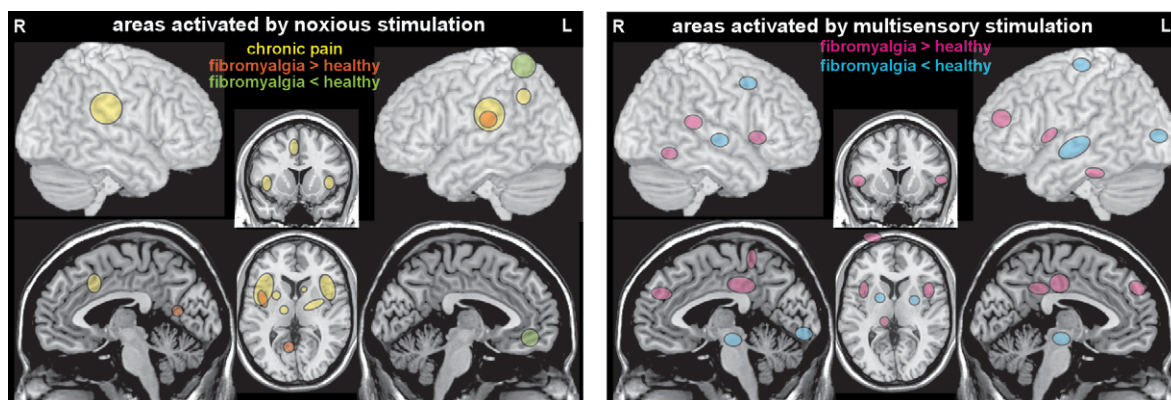 R areas activated by noxious stimulation L
chronic pain
fibromyalgia > healthy
fibromyalgia < healthy
R areas activated by multisensory stimulation L
fibromyalgia > healthy
fibromyalgia < healthy